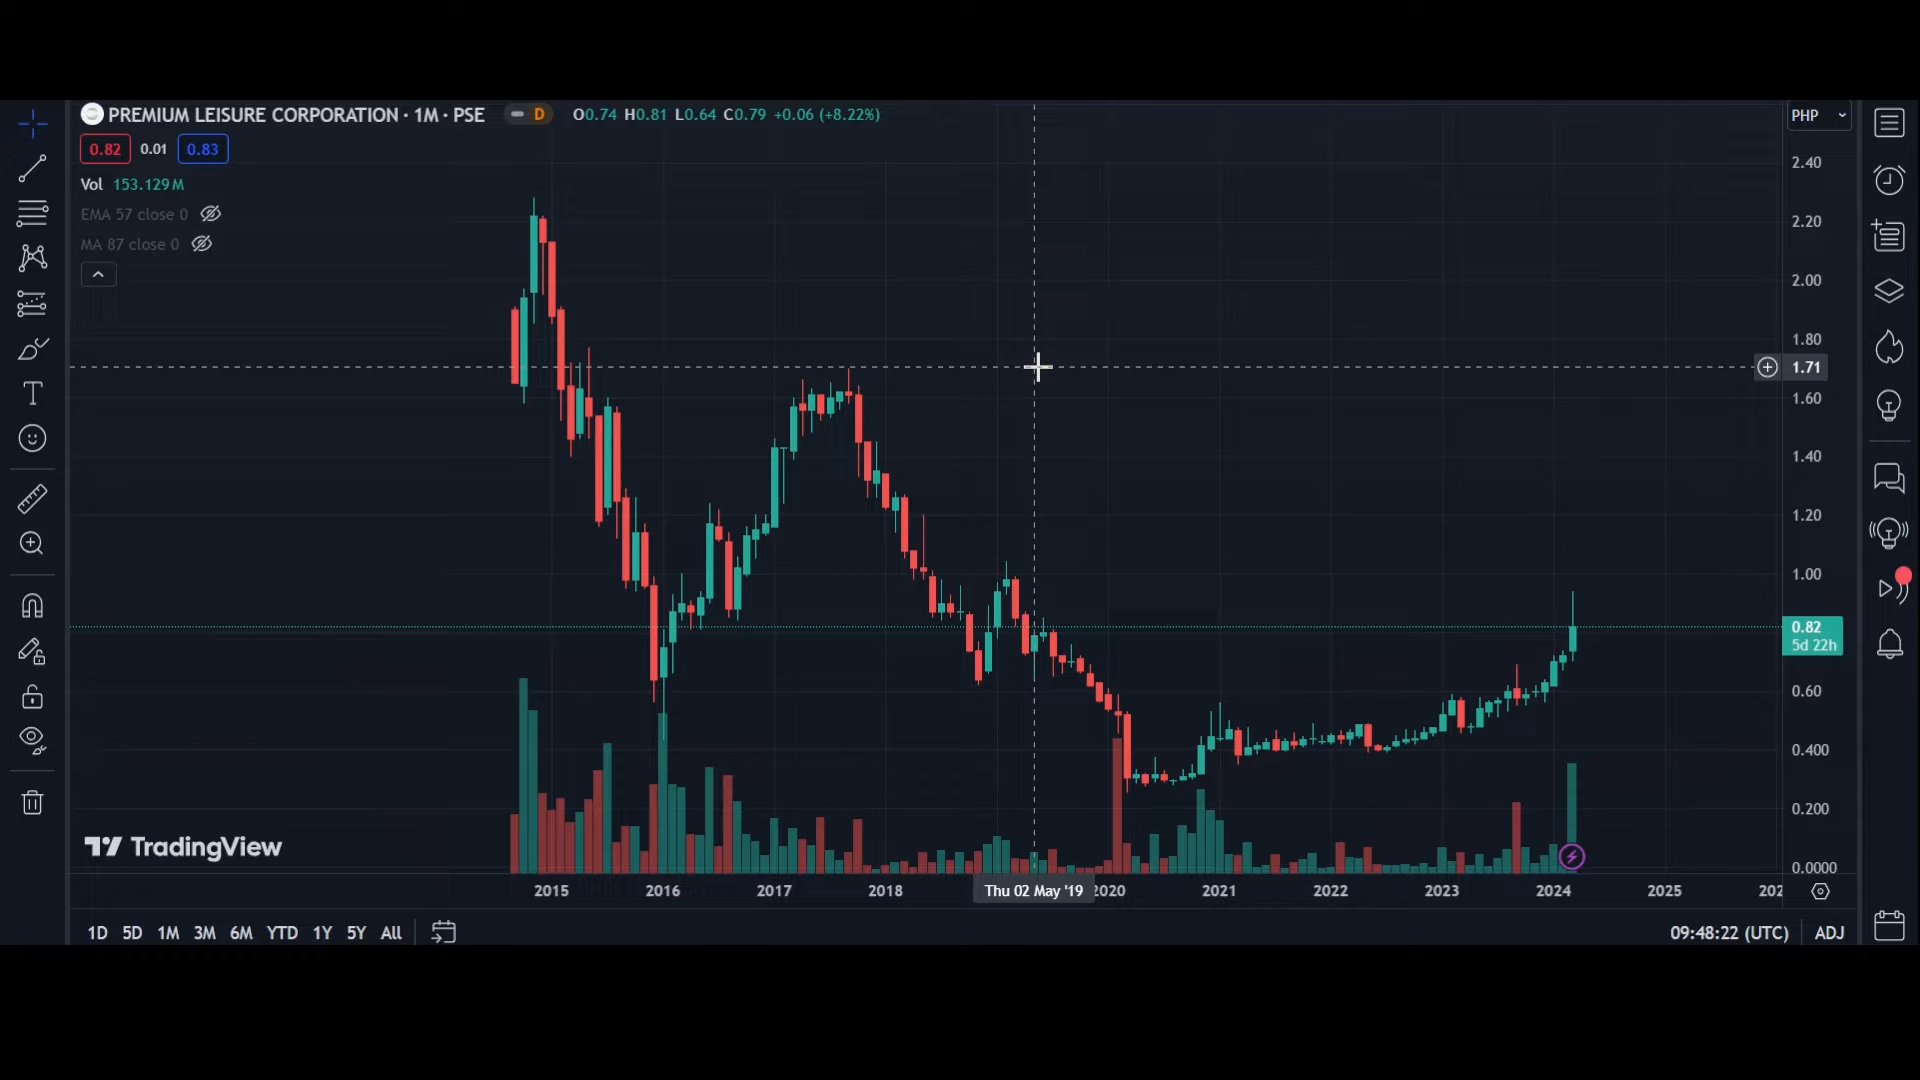 PREMIUM LEISURE CORPORATION · 1M · PSE D O0.74 H0.81 L0.64 C0.79 +0.06 (+8.22%) PHP
0.82 0.01 0.83
Vol 153.129M
EMA 57 close 0
MA 87 close 0
2.40
2.20
2.00
1.80
1.71
1.60
1.40
1.20
1.00
0.82
5d 22h
0.60
0.400
0.200
0.0000
TradingView
2015 2016 2017 2018 Thu 02 May '19 2020 2021 2022 2023 2024 2025 202
1D 5D 1M 3M 6M YTD 1Y 5Y All 09:48:22 (UTC) ADJ